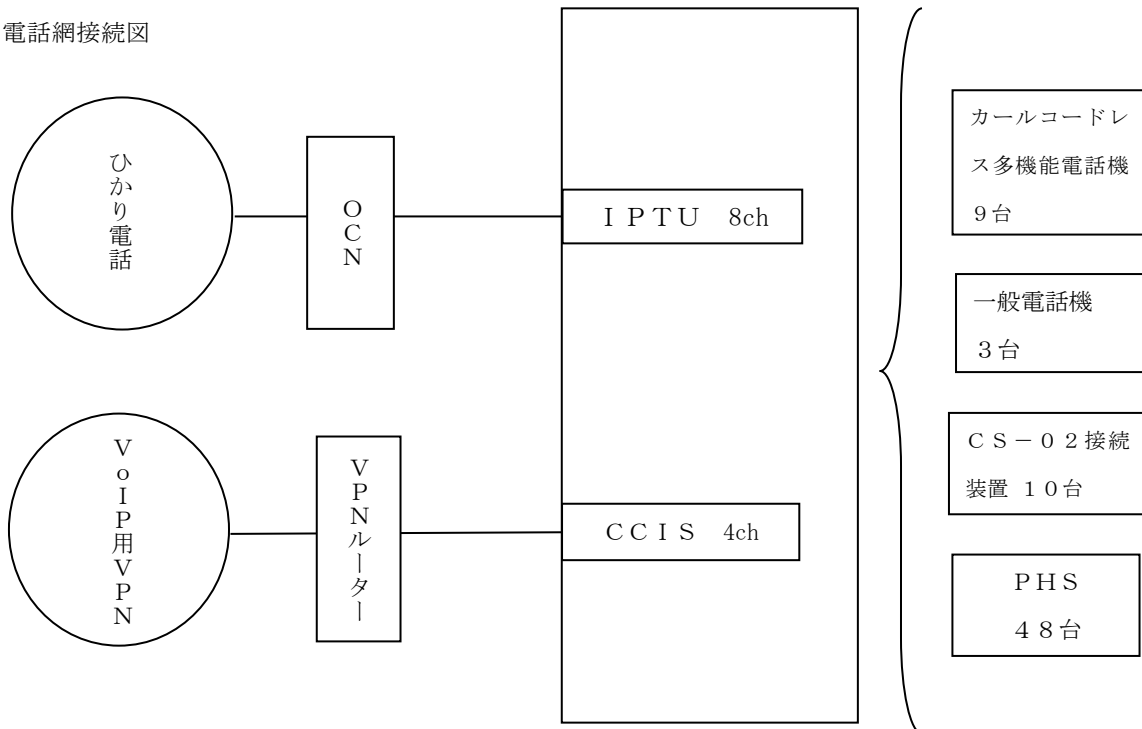 電話網接続図
ひかり電話
OCN
IPTU 8ch
VoIP用VPN
VPNルーター
CCIS 4ch
カールコードレ
ス多機能電話機
9台
一般電話機
3台
CS-02接続
装置 10台
PHS
48台